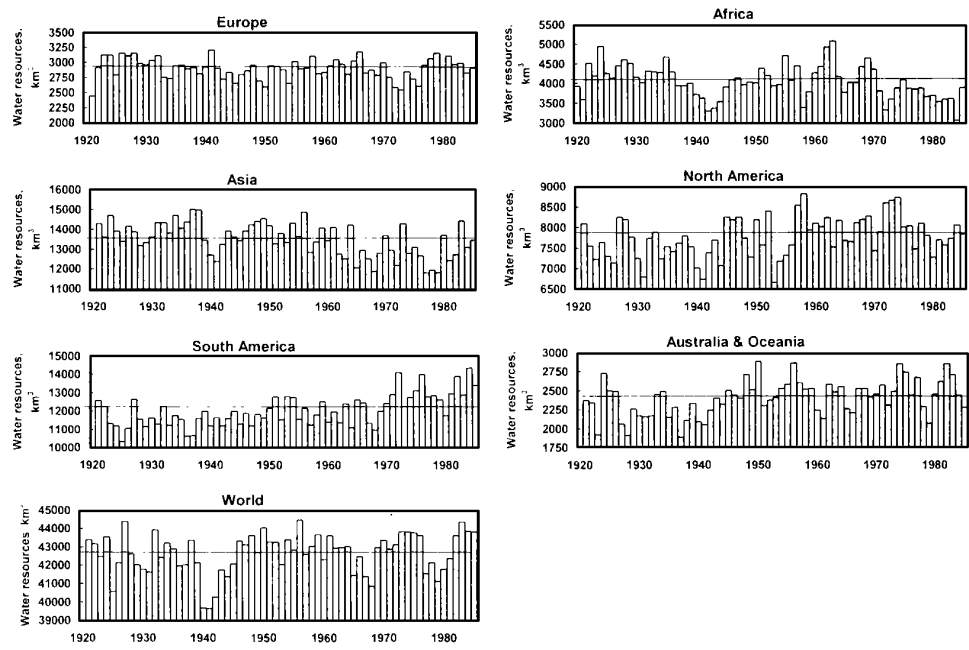 Europe
Water resources, km³
3500
3250
3000
2750
2500
2250
2000
1920 1930 1940 1950 1960 1970 1980
Africa
Water resources, km³
5500
5000
4500
4000
3500
3000
1920 1930 1940 1950 1960 1970 1980
Asia
Water resources, km³
16000
15000
14000
13000
12000
11000
1920 1930 1940 1950 1960 1970 1980
North America
Water resources, km³
9000
8500
8000
7500
7000
6500
1920 1930 1940 1950 1960 1970 1980
South America
Water resources, km³
15000
14000
13000
12000
11000
10000
1920 1930 1940 1950 1960 1970 1980
Australia & Oceania
Water resources, km³
3000
2750
2500
2250
2000
1750
1920 1930 1940 1950 1960 1970 1980
World
Water resources km³
45000
44000
43000
42000
41000
40000
39000
1920 1930 1940 1950 1960 1970 1980